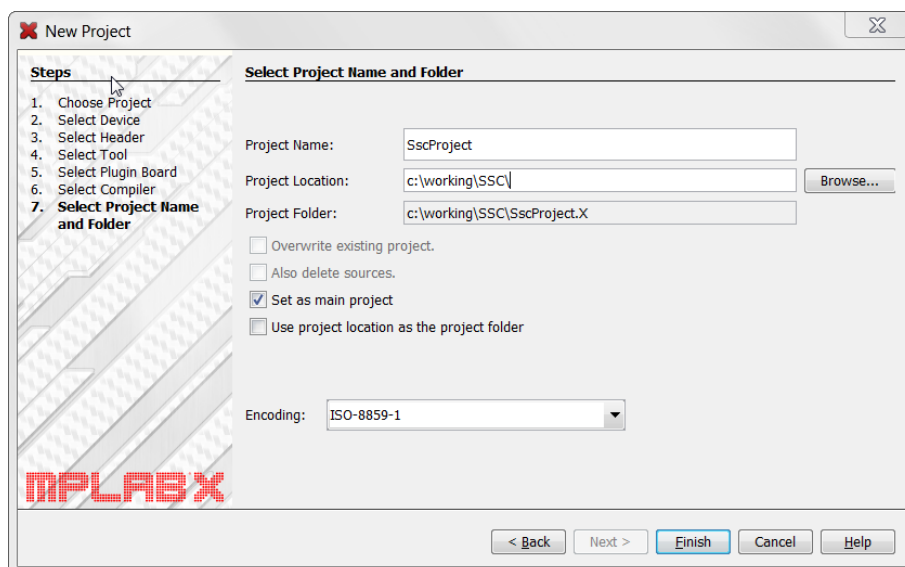 New Project
Steps
1. Choose Project
2. Select Device
3. Select Header
4. Select Tool
5. Select Plugin Board
6. Select Compiler
7. Select Project Name
and Folder
MPLAB X
Select Project Name and Folder
Project Name: SscProject
Project Location: c:\working\SSC\ Browse...
Project Folder: c:\working\SSC\SscProject.X
Overwrite existing project.
Also delete sources.
Set as main project
Use project location as the project folder
Encoding: ISO-8859-1
< Back Next > Finish Cancel Help